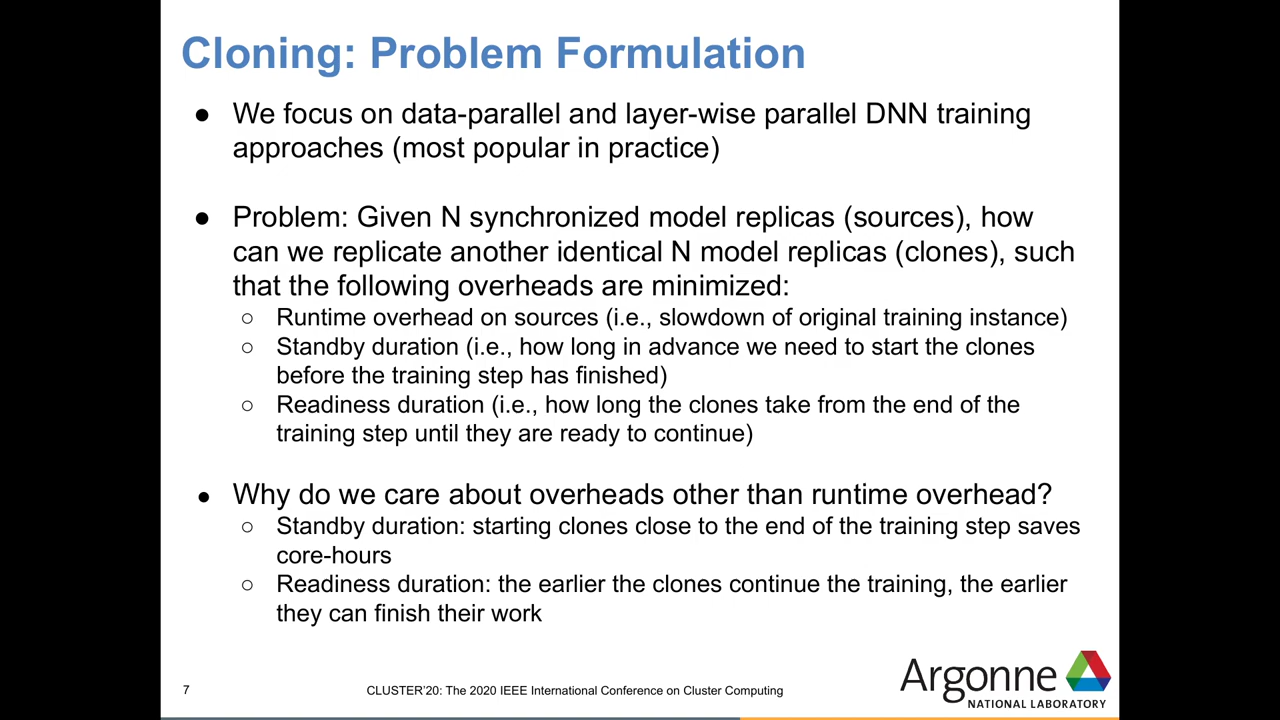 Cloning: Problem Formulation
● We focus on data-parallel and layer-wise parallel DNN training
approaches (most popular in practice)
● Problem: Given N synchronized model replicas (sources), how
can we replicate another identical N model replicas (clones), such
that the following overheads are minimized:
○ Runtime overhead on sources (i.e., slowdown of original training instance)
○ Standby duration (i.e., how long in advance we need to start the clones
before the training step has finished)
○ Readiness duration (i.e., how long the clones take from the end of the
training step until they are ready to continue)
● Why do we care about overheads other than runtime overhead?
○ Standby duration: starting clones close to the end of the training step saves
core-hours
○ Readiness duration: the earlier the clones continue the training, the earlier
they can finish their work
7
CLUSTER'20: The 2020 IEEE International Conference on Cluster Computing
Argonne
NATIONAL LABORATORY